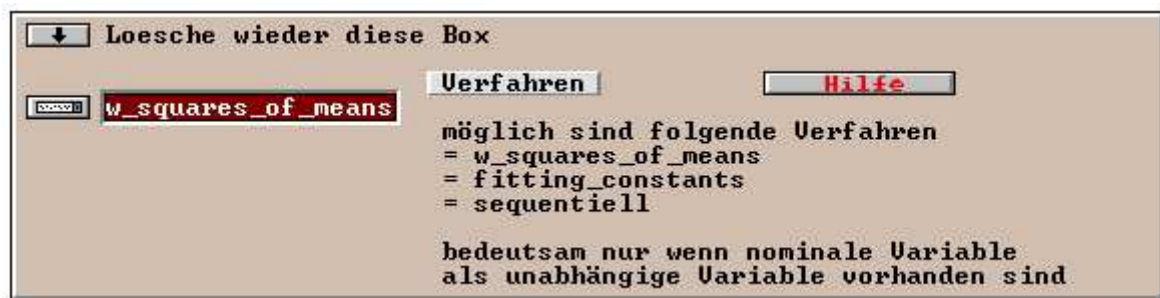 Loesche wieder diese Box
Verfahren
Hilfe
w_squares_of_means
möglich sind folgende Verfahren
= w_squares_of_means
= fitting_constants
= sequentiell
bedeutsam nur wenn nominale Variable
als unabhängige Variable vorhanden sind